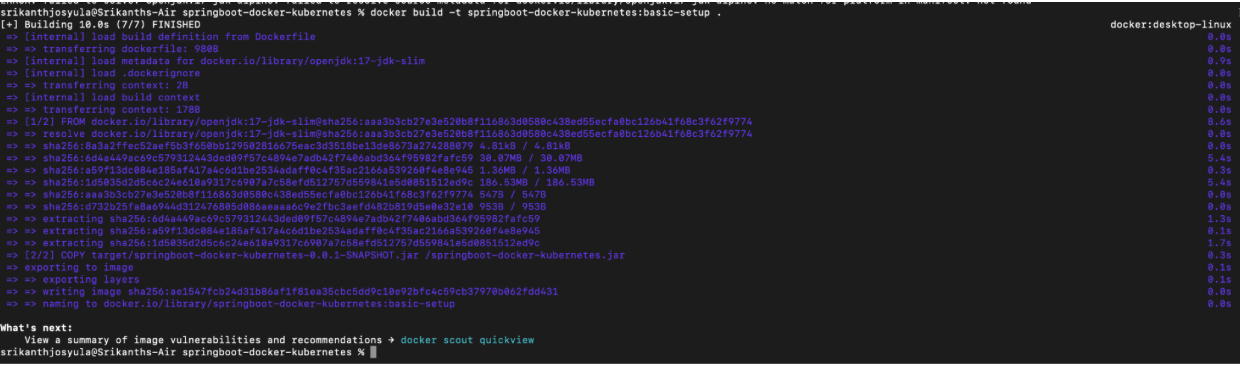 srikanthjosyula@Srikanths-Air springboot-docker-kubernetes % docker build -t springboot-docker-kubernetes:basic-setup .
[+] Building 10.0s (7/7) FINISHED docker:desktop-linux
=> [internal] load build definition from Dockerfile 0.0s
=> => transferring dockerfile: 980B 0.0s
=> [internal] load metadata for docker.io/library/openjdk:17-jdk-slim 0.9s
=> [internal] load .dockerignore 0.0s
=> => transferring context: 2B 0.0s
=> [internal] load build context 0.0s
=> => transferring context: 178B 0.0s
=> [1/2] FROM docker.io/library/openjdk:17-jdk-slim@sha256:aaa3b3cb27e3e520b8f116863d0580c438ed55ecfa0bc126b41f68c3f62f9774 8.6s
=> => resolve docker.io/library/openjdk:17-jdk-slim@sha256:aaa3b3cb27e3e520b8f116863d0580c438ed55ecfa0bc126b41f68c3f62f9774 0.0s
=> => sha256:8a3a2ffec52aef5b3f650bb129502816675eac3d3518be13de8673a274288079 4.81kB / 4.81kB 0.0s
=> => sha256:6d4a449ac69c579312443ded09f57c4894e7adb42f7406abd364f95982fafc59 30.07MB / 30.07MB 5.4s
=> => sha256:a59f13dc084e185af417a4c6d1be2534adaff0c4f35ac2166a539260f4e8e945 1.36MB / 1.36MB 0.3s
=> => sha256:1d5035d2d5c6c24e610a9317c6907a7c58efd512757d559841e5d0851512ed9c 186.53MB / 186.53MB 5.4s
=> => sha256:aaa3b3cb27e3e520b8f116863d0580c438ed55ecfa0bc126b41f68c3f62f9774 547B / 547B 0.0s
=> => sha256:d732b25fa8a6944d312476805d086aeaaa6c9e2fbc3aefd482b819d5e0e32e10 953B / 953B 0.0s
=> => extracting sha256:6d4a449ac69c579312443ded09f57c4894e7adb42f7406abd364f95982fafc59 1.3s
=> => extracting sha256:a59f13dc084e185af417a4c6d1be2534adaff0c4f35ac2166a539260f4e8e945 0.1s
=> => extracting sha256:1d5035d2d5c6c24e610a9317c6907a7c58efd512757d559841e5d0851512ed9c 1.7s
=> [2/2] COPY target/springboot-docker-kubernetes-0.0.1-SNAPSHOT.jar /springboot-docker-kubernetes.jar 0.3s
=> exporting to image 0.1s
=> => exporting layers 0.1s
=> => writing image sha256:ae1547fcb24d31b86af1f81ea35cbc5dd9c10e92bfc4c59cb37970b062fdd431 0.0s
=> => naming to docker.io/library/springboot-docker-kubernetes:basic-setup 0.0s
What's next:
View a summary of image vulnerabilities and recommendations → docker scout quickview
srikanthjosyula@Srikanths-Air springboot-docker-kubernetes %